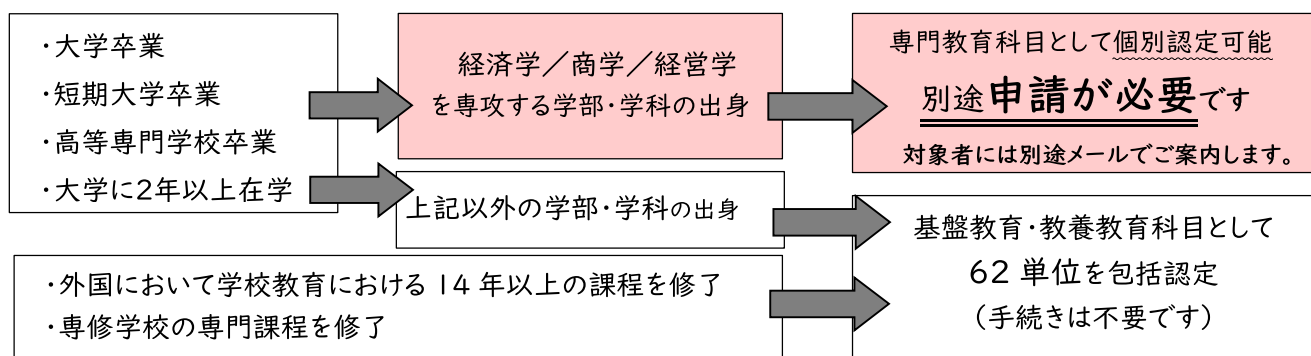 ・大学卒業
・短期大学卒業
・高等専門学校卒業
・大学に2年以上在学
経済学／商学／経営学
を専攻する学部・学科の出身
専門教育科目として個別認定可能
別途申請が必要です
対象者には別途メールでご案内します。
上記以外の学部・学科の出身
・外国において学校教育における14年以上の課程を修了
・専修学校の専門課程を修了
基盤教育・教養教育科目として
62単位を包括認定
（手続きは不要です）